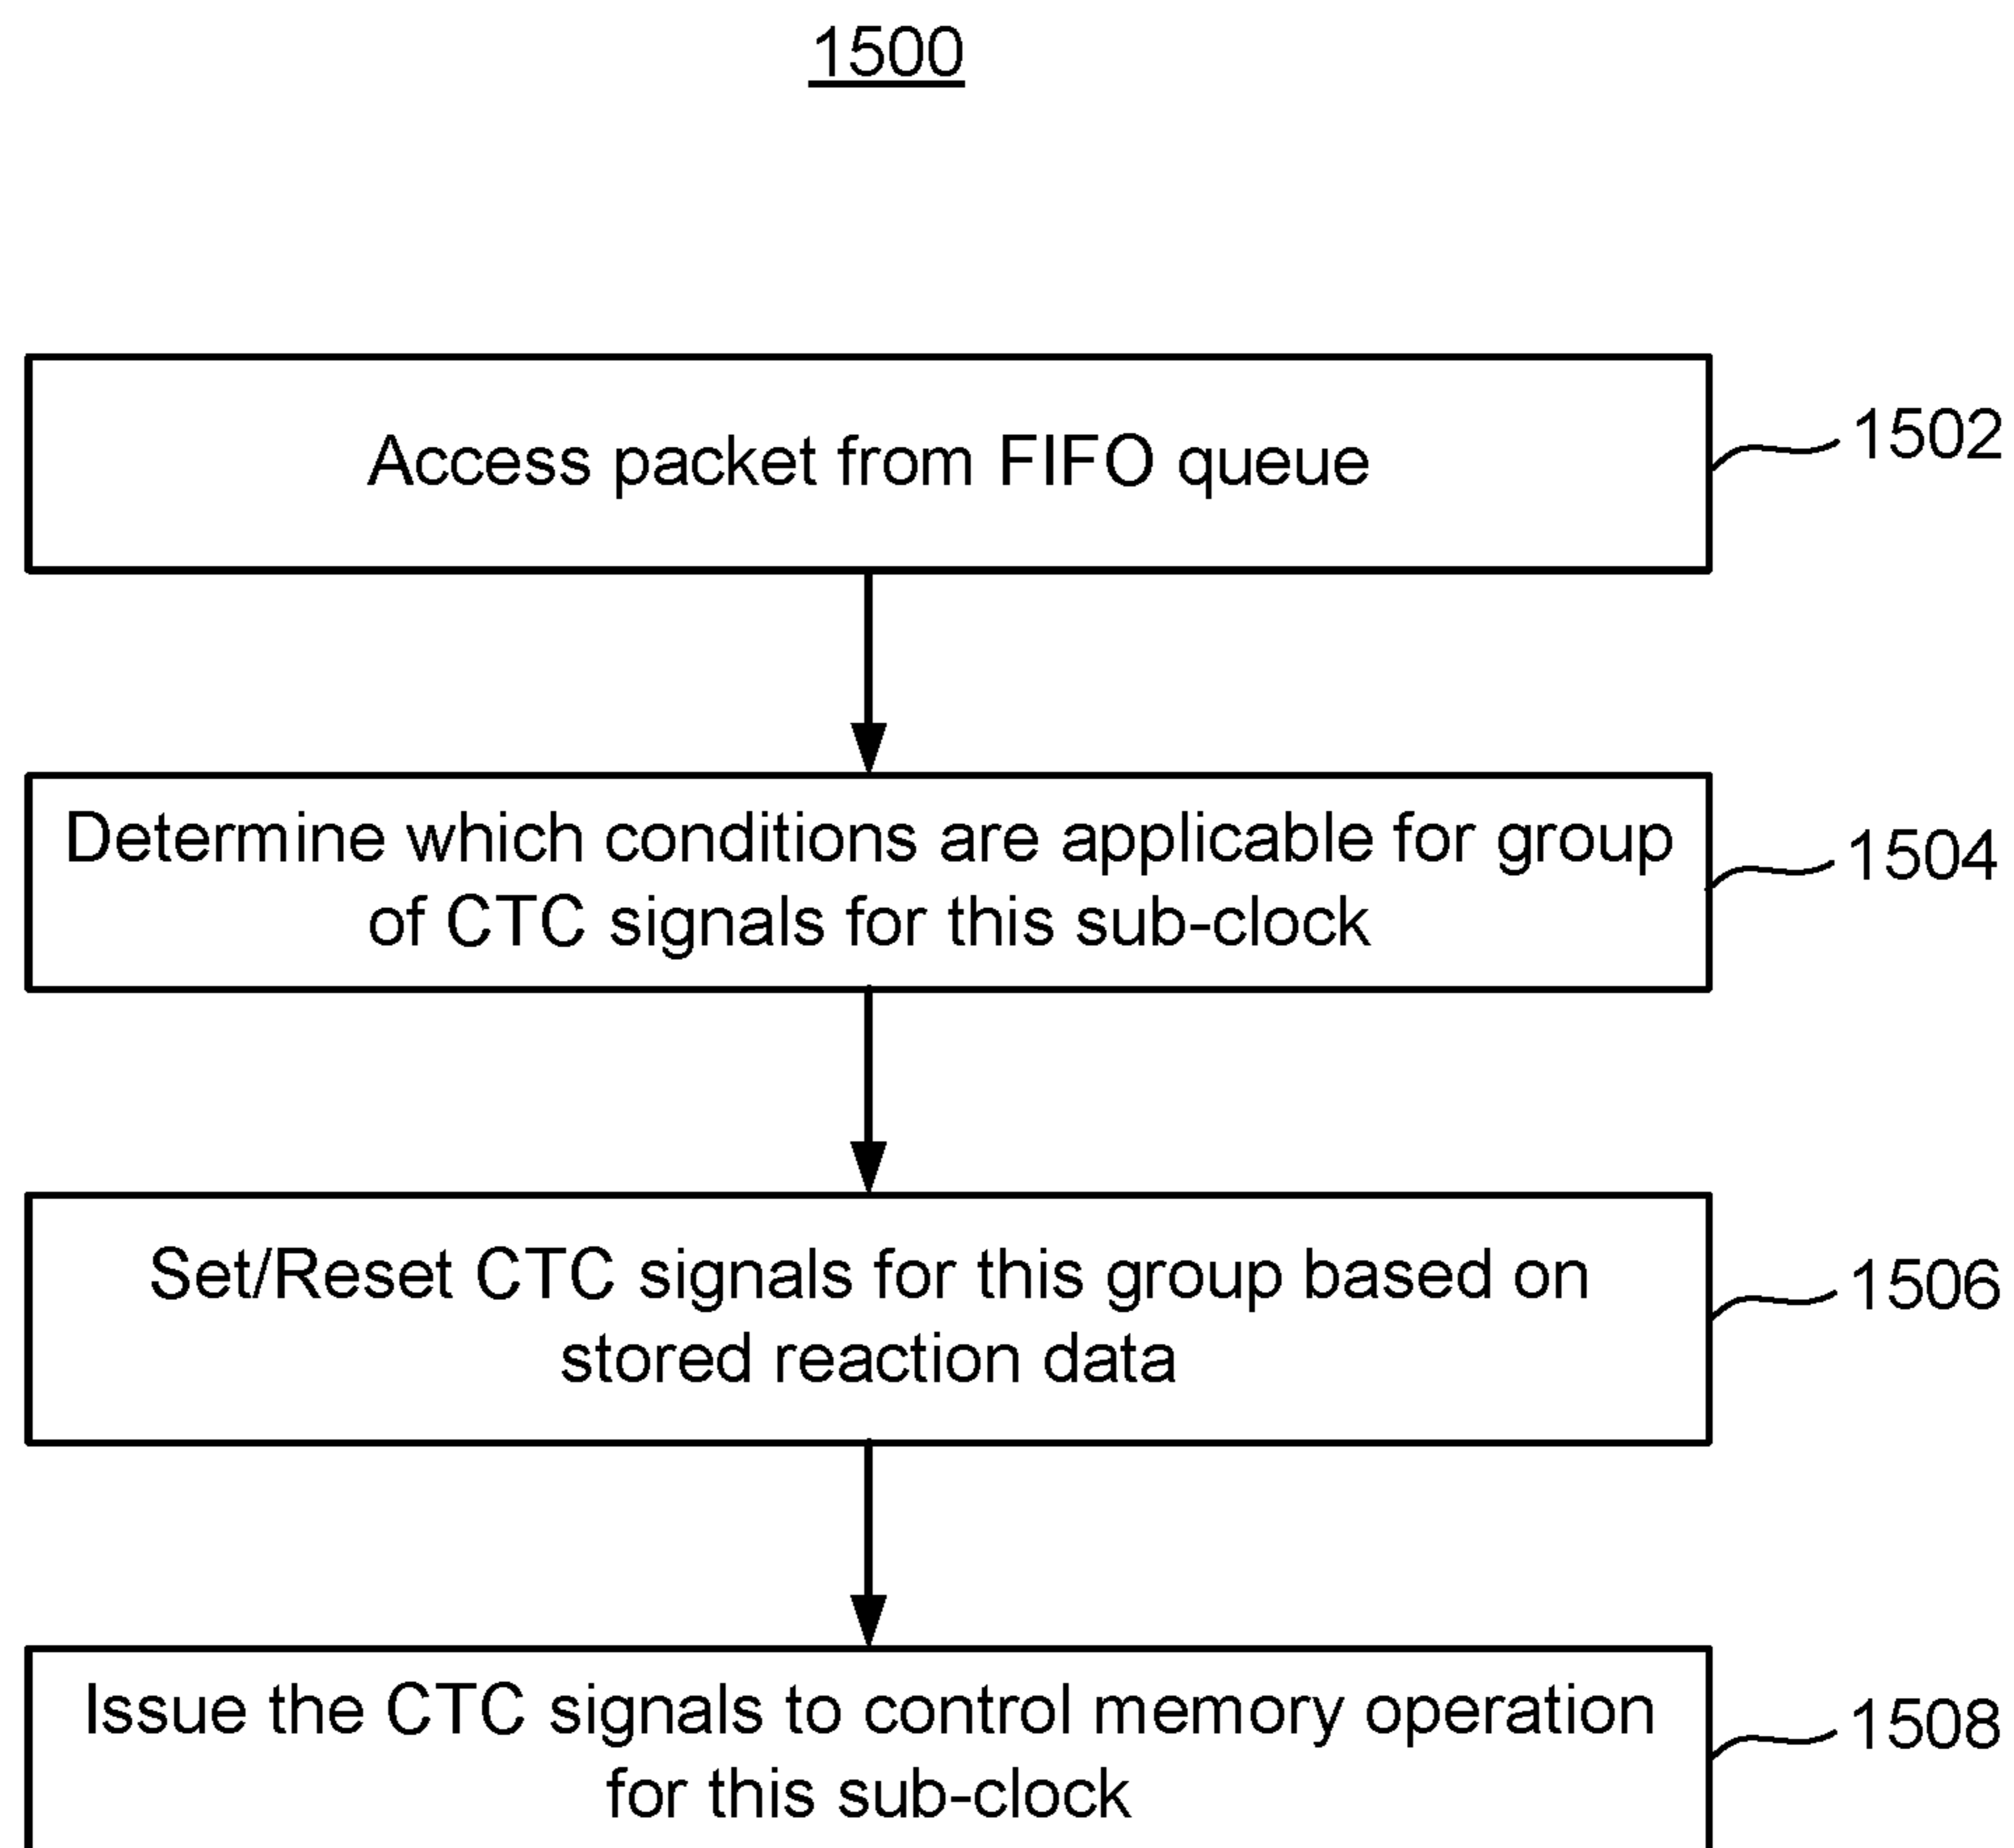 1500
Access packet from FIFO queue
1502
Determine which conditions are applicable for group
of CTC signals for this sub-clock
1504
Set/Reset CTC signals for this group based on
stored reaction data
1506
Issue the CTC signals to control memory operation
for this sub-clock
1508